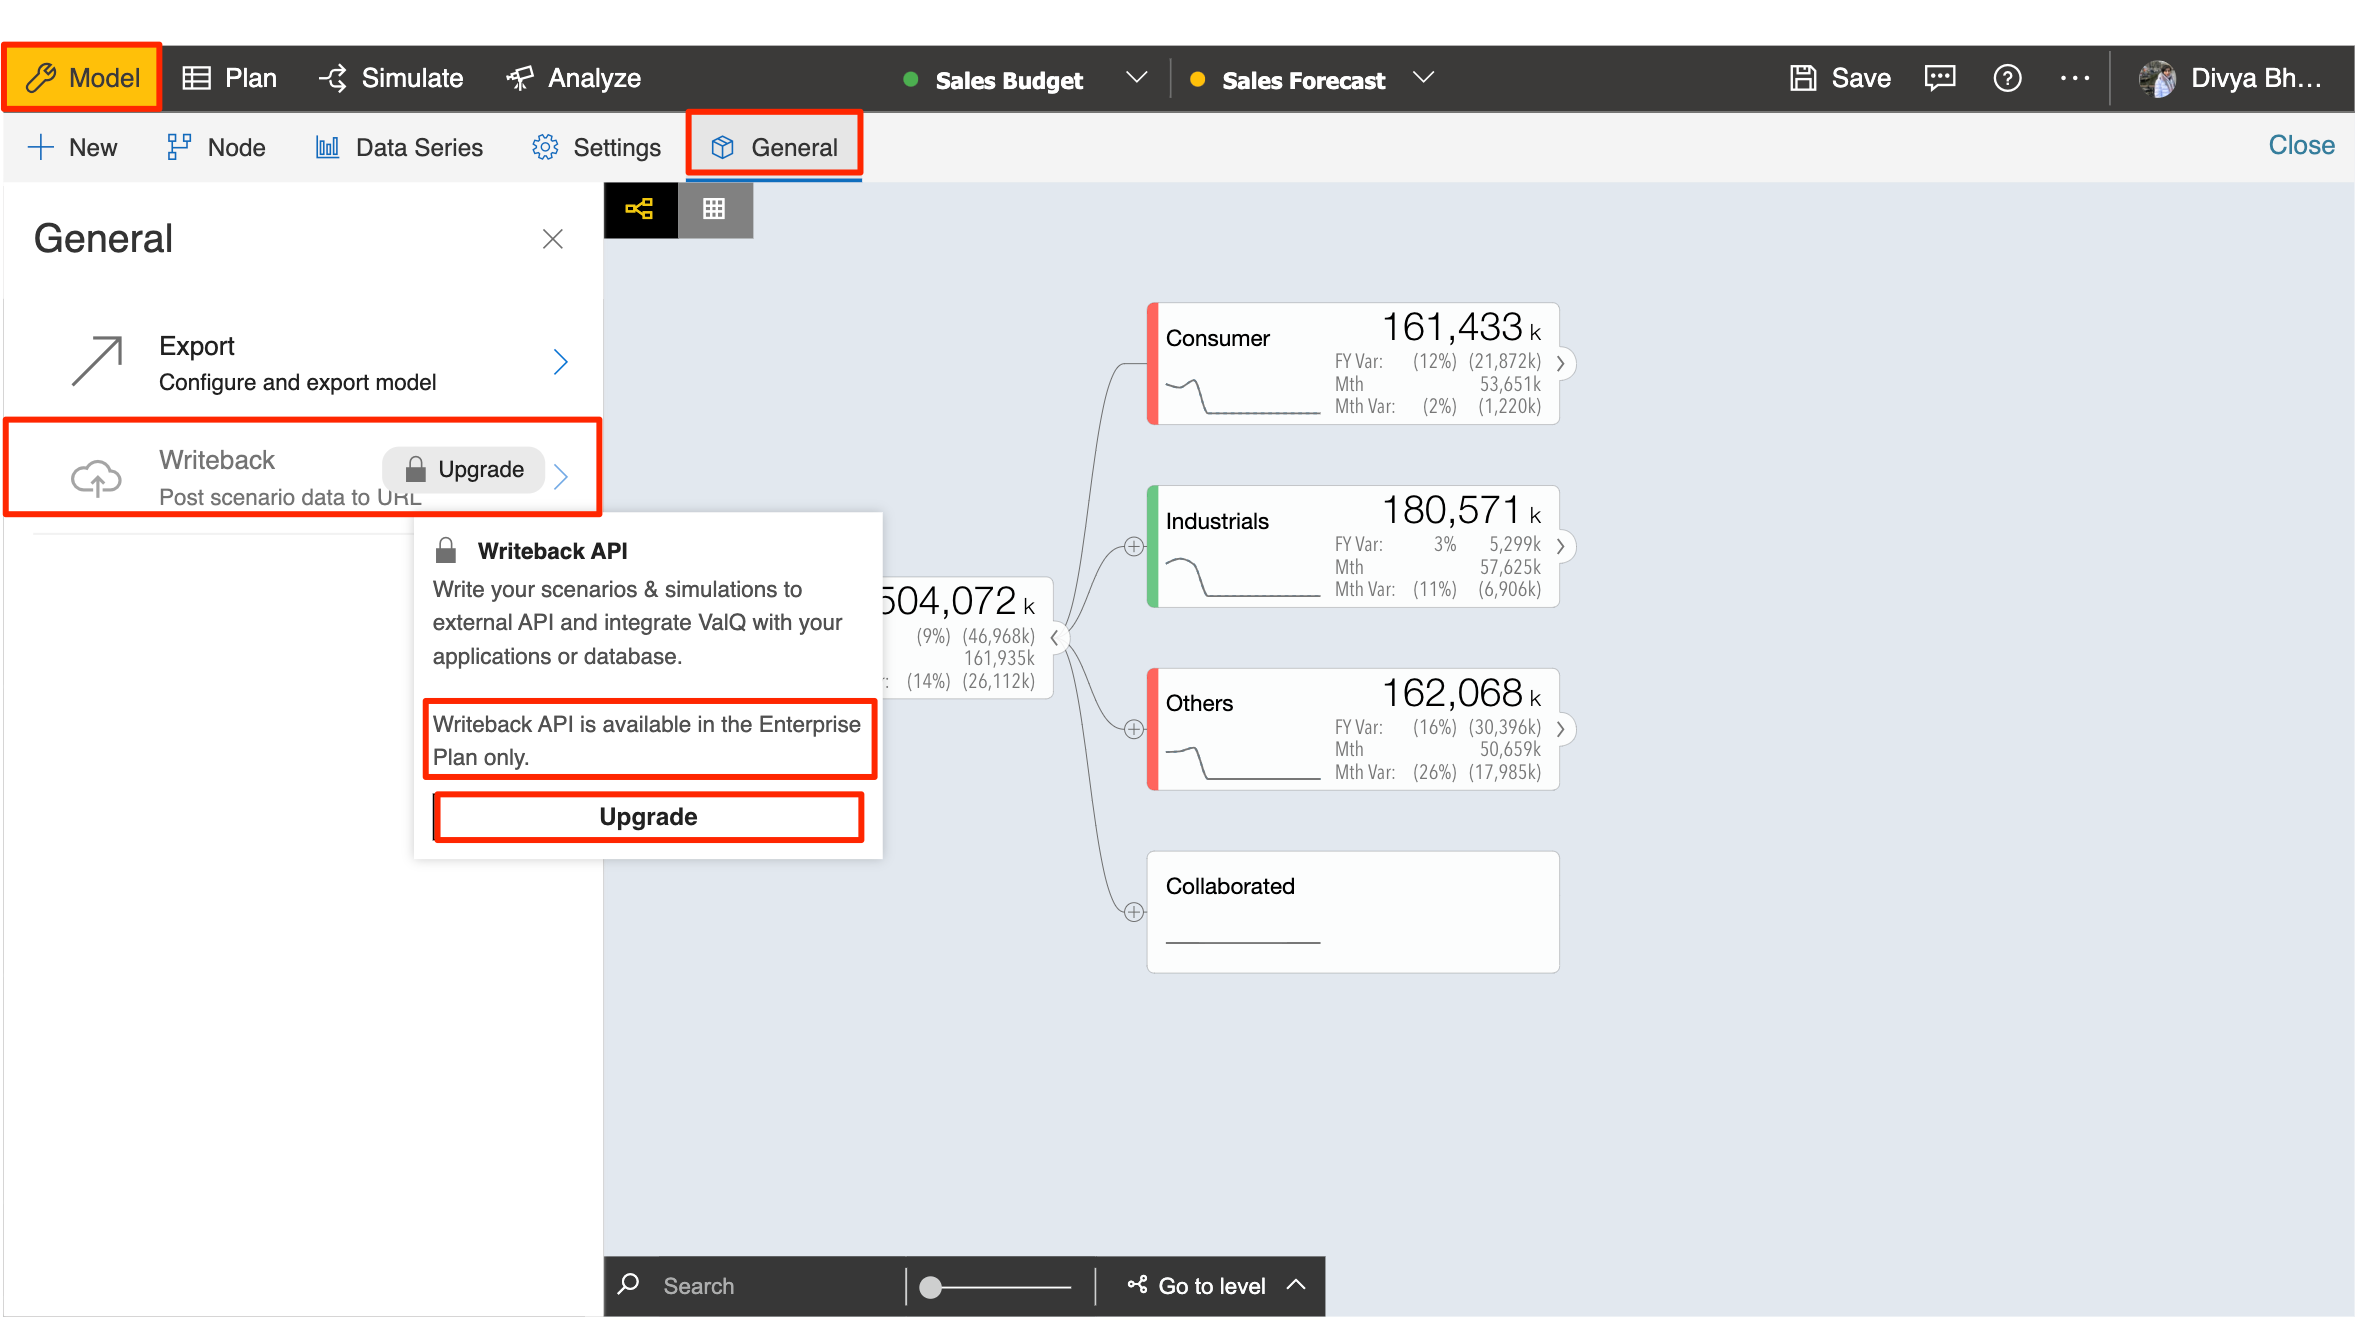 Model
Plan
Simulate
Analyze
Sales Budget
Sales Forecast
Save
Divya Bh...
New
Node
Data Series
Settings
General
Close
General
Export
Configure and export model
Writeback
Upgrade
Post scenario data to URL
Writeback API
Write your scenarios & simulations to
external API and integrate ValQ with your
applications or database.
Writeback API is available in the Enterprise
Plan only.
Upgrade
504,072 k
(9%) (46,968k)
161,935k
(14%) (26,112k)
Consumer
161,433 k
FY Var: (12%) (21,872k)
Mth 53,651k
Mth Var: (2%) (1,220k)
Industrials
180,571 k
FY Var: 3% 5,299k
Mth 57,625k
Mth Var: (11%) (6,906k)
Others
162,068 k
FY Var: (16%) (30,396k)
Mth 50,659k
Mth Var: (26%) (17,985k)
Collaborated
Search
Go to level